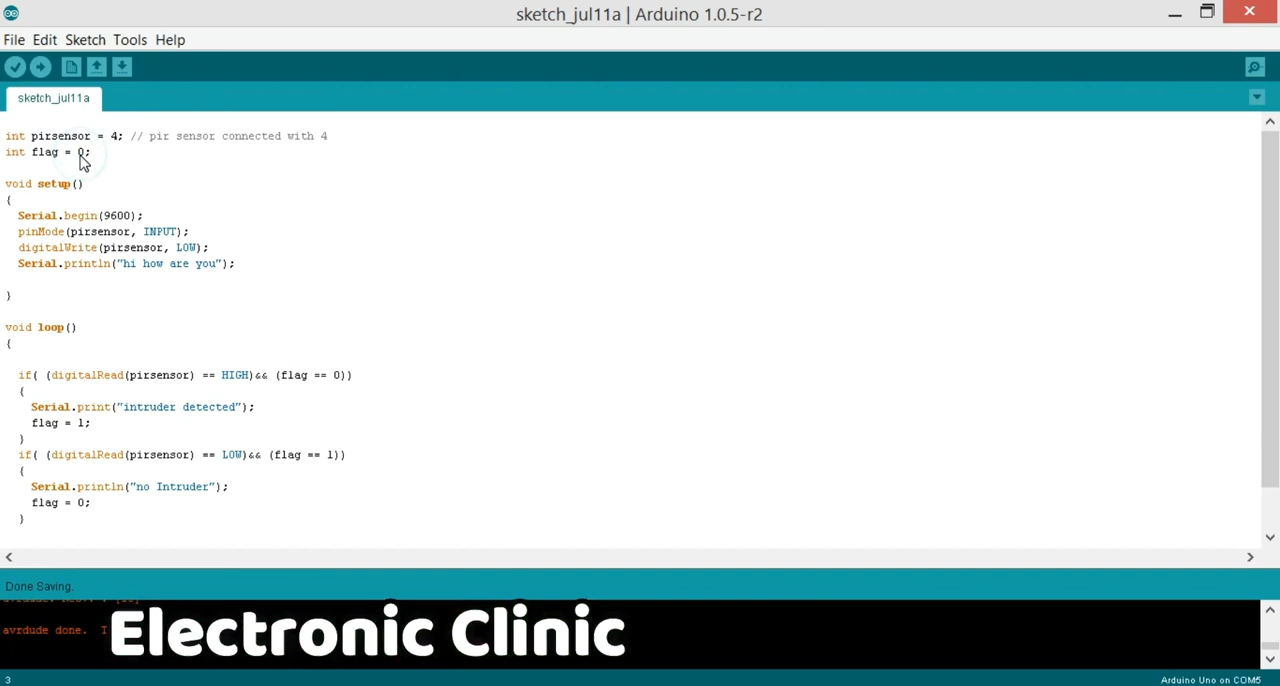 sketch_jul11a | Arduino 1.0.5-r2
File Edit Sketch Tools Help
sketch_jul11a
int pirsensor = 4; // pir sensor connected with 4
int flag = 0;
void setup()
{
Serial.begin(9600);
pinMode(pirsensor, INPUT);
digitalWrite(pirsensor, LOW);
Serial.println("hi how are you");
}
void loop()
{
if( (digitalRead(pirsensor) == HIGH)&& (flag == 0))
{
Serial.print("intruder detected");
flag = 1;
}
if( (digitalRead(pirsensor) == LOW)&& (flag == 1))
{
Serial.println("no Intruder");
flag = 0;
}
Done Saving.
avrdude done. T
Electronic Clinic
3
Arduino Uno on COM5